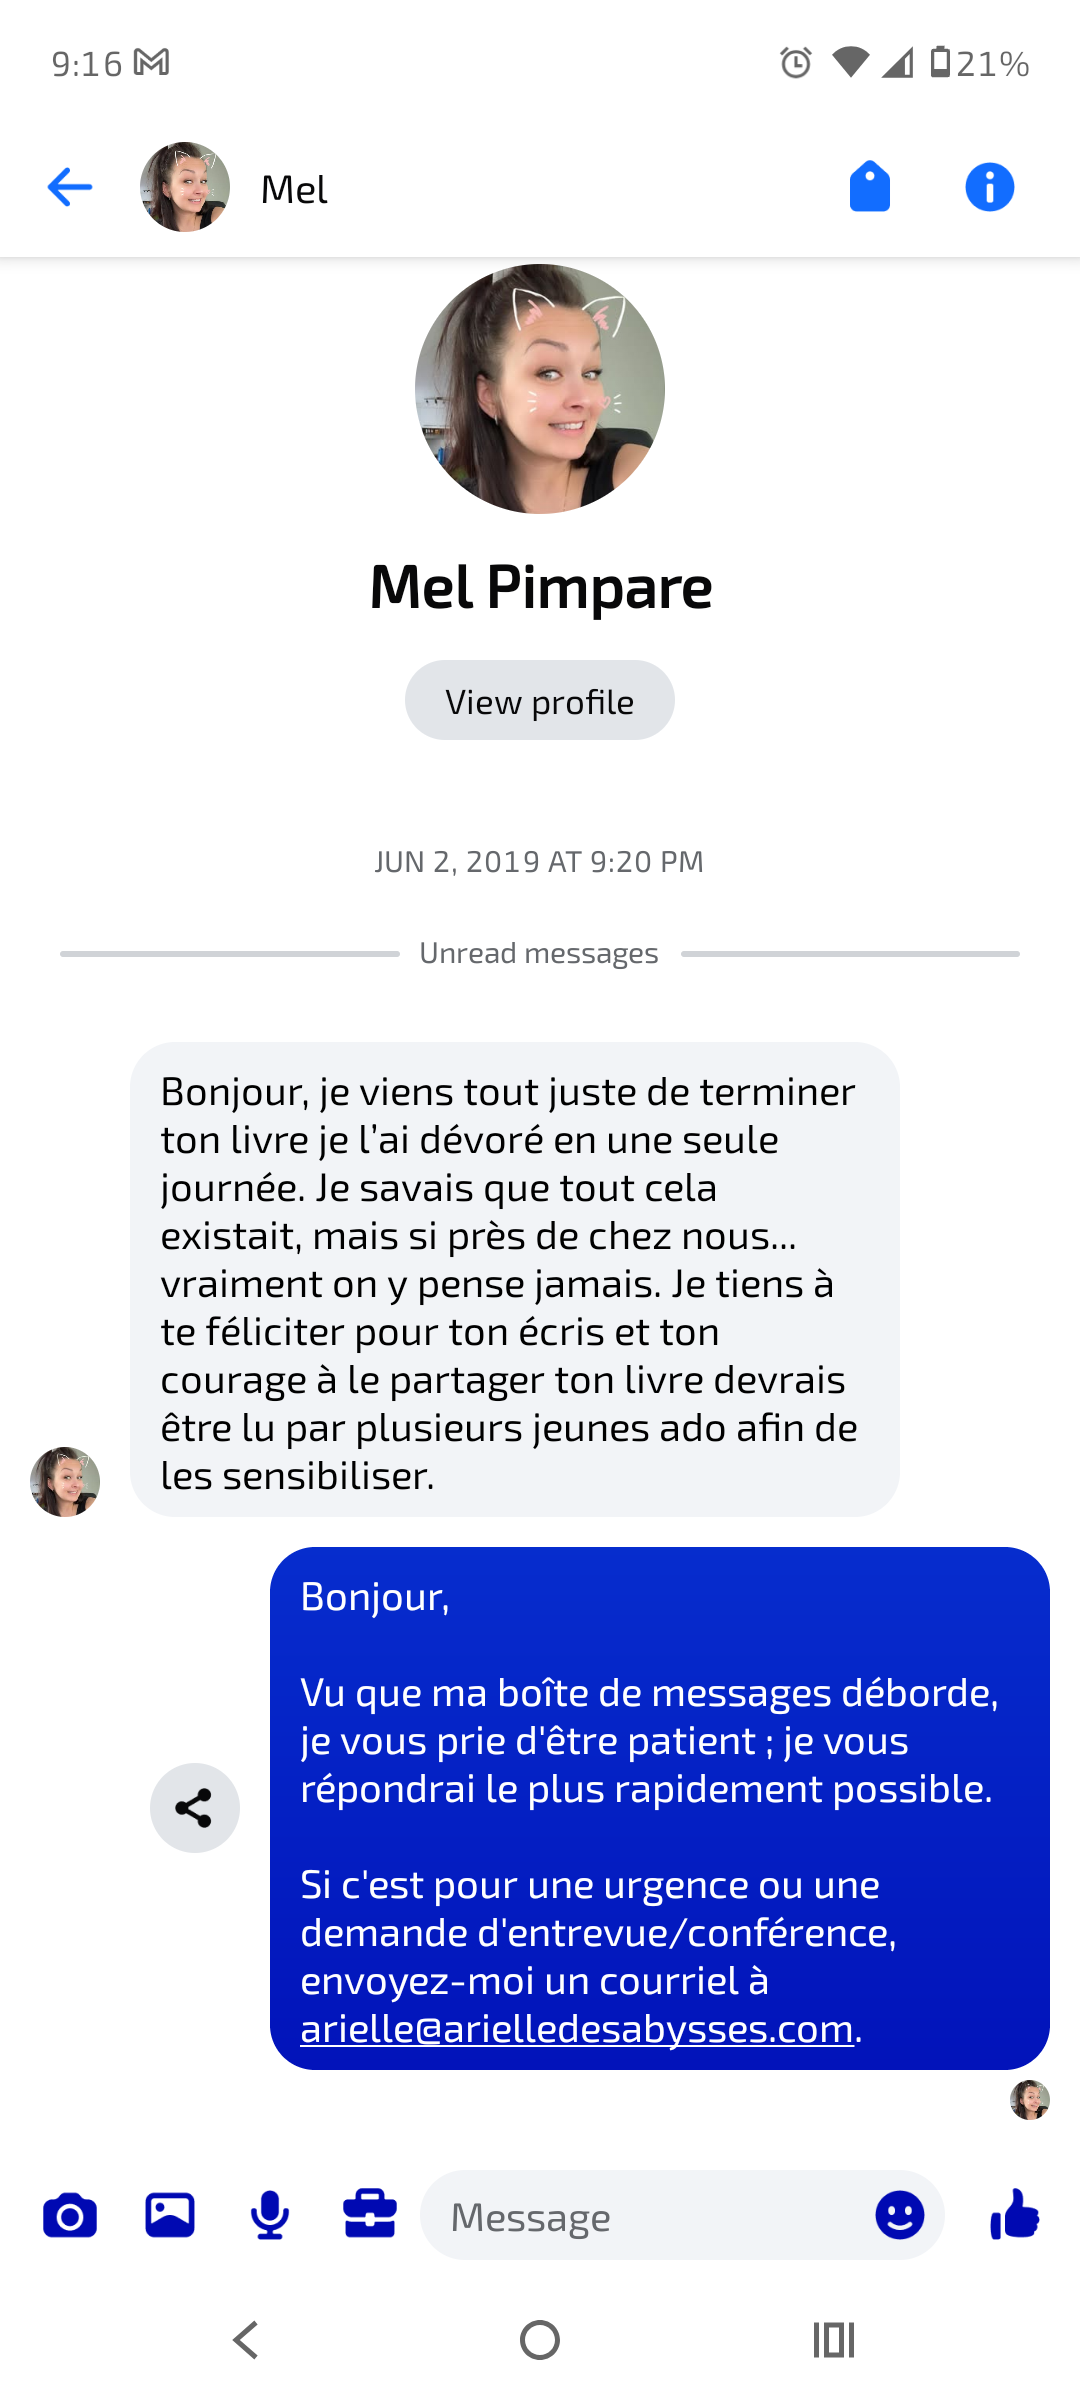 9:16
21%
Mel
Mel Pimpare
View profile
JUN 2, 2019 AT 9:20 PM
Unread messages
Bonjour, je viens tout juste de terminer
ton livre je l’ai dévoré en une seule
journée. Je savais que tout cela
existait, mais si près de chez nous...
vraiment on y pense jamais. Je tiens à
te féliciter pour ton écris et ton
courage à le partager ton livre devrais
être lu par plusieurs jeunes ado afin de
les sensibiliser.
Bonjour,
Vu que ma boîte de messages déborde,
je vous prie d'être patient ; je vous
répondrai le plus rapidement possible.
Si c'est pour une urgence ou une
demande d'entrevue/conférence,
envoyez-moi un courriel à
arielle@arielledesabysses.com.
Message